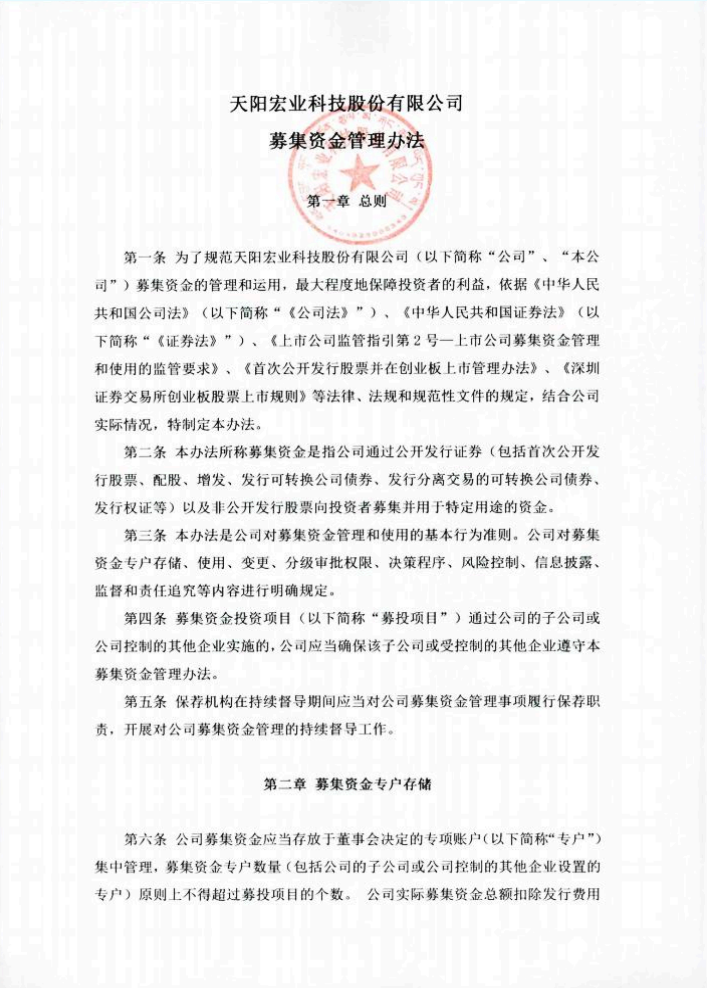 天阳宏业科技股份有限公司
募集资金管理办法
第一章 总则
第一条 为了规范天阳宏业科技股份有限公司（以下简称“公司”、“本公
司”）募集资金的管理和运用，最大程度地保障投资者的利益，依据《中华人民
共和国公司法》（以下简称“《公司法》”）、《中华人民共和国证券法》（以
下简称“《证券法》”）、《上市公司监管指引第2号—上市公司募集资金管理
和使用的监管要求》、《首次公开发行股票并在创业板上市管理办法》、《深圳
证券交易所创业板股票上市规则》等法律、法规和规范性文件的规定，结合公司
实际情况，特制定本办法。
第二条 本办法所称募集资金是指公司通过公开发行证券（包括首次公开发
行股票、配股、增发、发行可转换公司债券、发行分离交易的可转换公司债券、
发行权证等）以及非公开发行股票向投资者募集并用于特定用途的资金。
第三条 本办法是公司对募集资金管理和使用的基本行为准则。公司对募集
资金专户存储、使用、变更、分级审批权限、决策程序、风险控制、信息披露、
监督和责任追究等内容进行明确规定。
第四条 募集资金投资项目（以下简称“募投项目”）通过公司的子公司或
公司控制的其他企业实施的，公司应当确保该子公司或受控制的其他企业遵守本
募集资金管理办法。
第五条 保荐机构在持续督导期间应当对公司募集资金管理事项履行保荐职
责，开展对公司募集资金管理的持续督导工作。
第二章 募集资金专户存储
第六条 公司募集资金应当存放于董事会决定的专项账户（以下简称“专户”）
集中管理，募集资金专户数量（包括公司的子公司或公司控制的其他企业设置的
专户）原则上不得超过募投项目的个数。 公司实际募集资金总额扣除发行费用